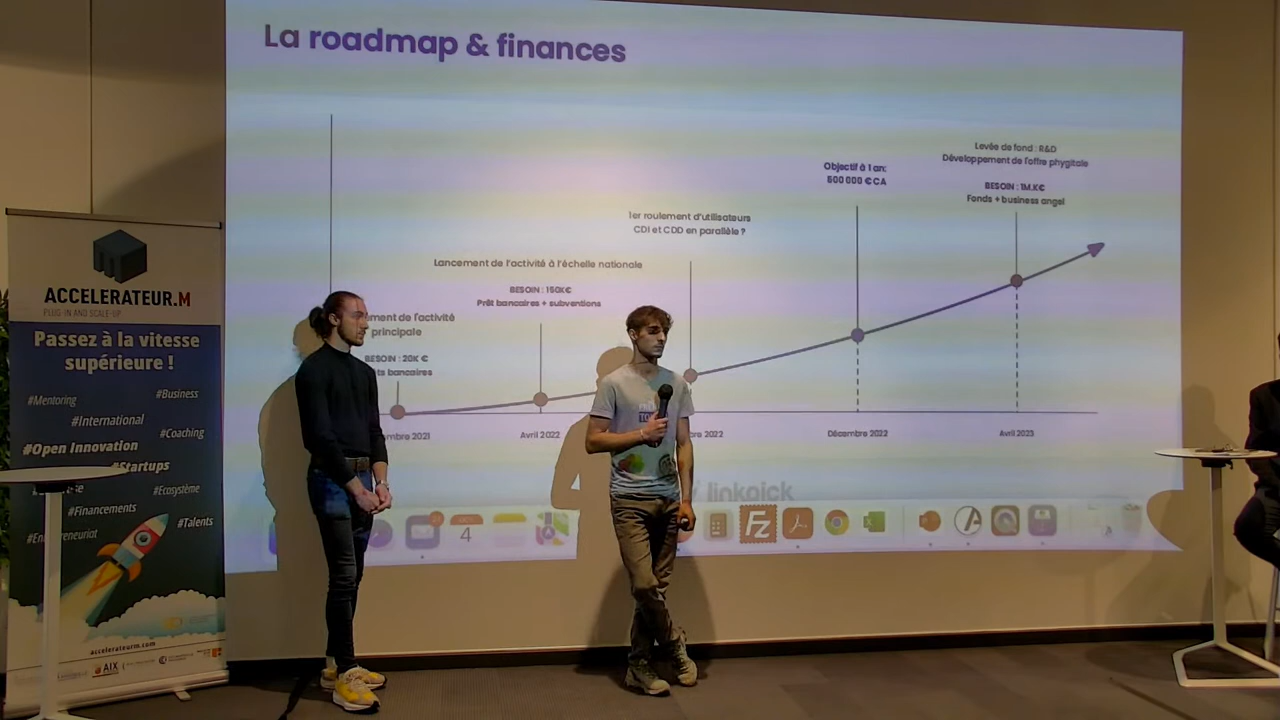 La roadmap & finances
Levée de fond : R&D
Développement de l'offre phygitale
BESOIN : 1M.K€
Fonds + business angel
Objectif à 1 an:
500 000 € CA
1er roulement d'utilisateurs
CDI et CDD en parallèle ?
Lancement de l'activité à l'échelle nationale
BESOIN : 150K€
Prêt bancaires + subventions
ment de l'activité
principale
BESOIN : 20K €
ts bancaires
mbre 2021
Avril 2022
bre 2022
Décembre 2022
Avril 2023
linkpick
4
Fz
ACCELERATEUR.M
PLUG IN AND SCALE-UP
Passez à la vitesse
supérieure !
#Mentoring
#Business
#International
#Coaching
#Open Innovation
#Startups
#Ecosystème
#Financements
#Talents
accelerateurm.com
AIX